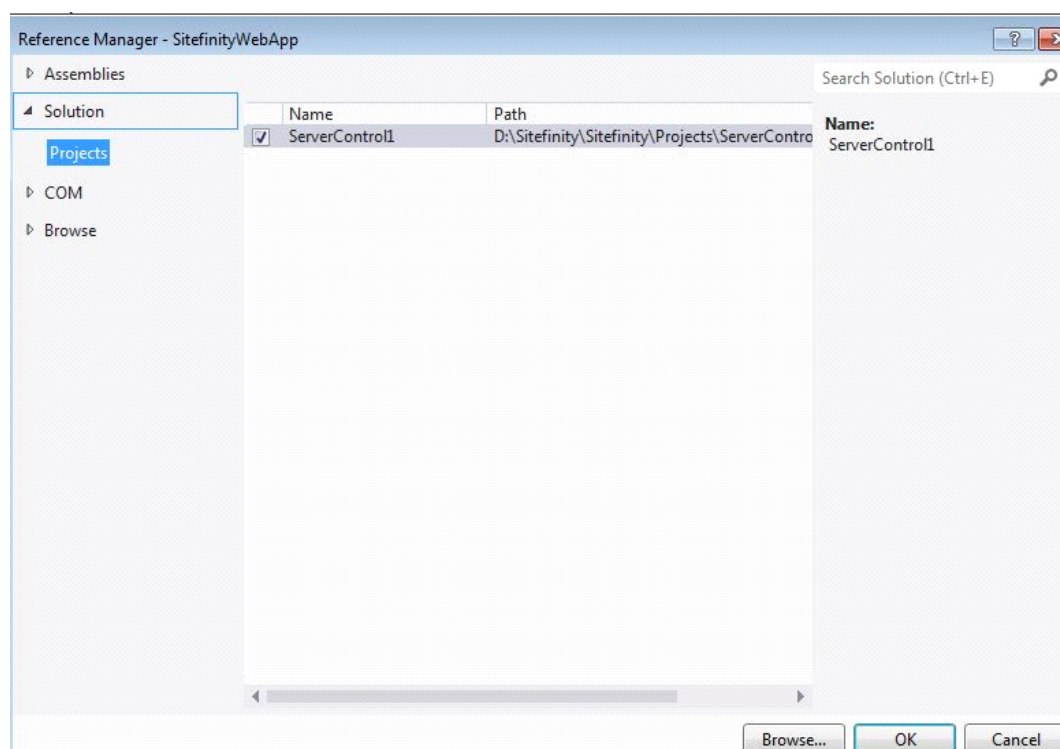 Reference Manager - SitefinityWebApp
?
Assemblies
Search Solution (Ctrl+E)
Solution
Name Path
Name:
ServerControl1 D:\Sitefinity\Sitefinity\Projects\ServerContro
ServerControl1
Projects
COM
Browse
Browse... OK Cancel